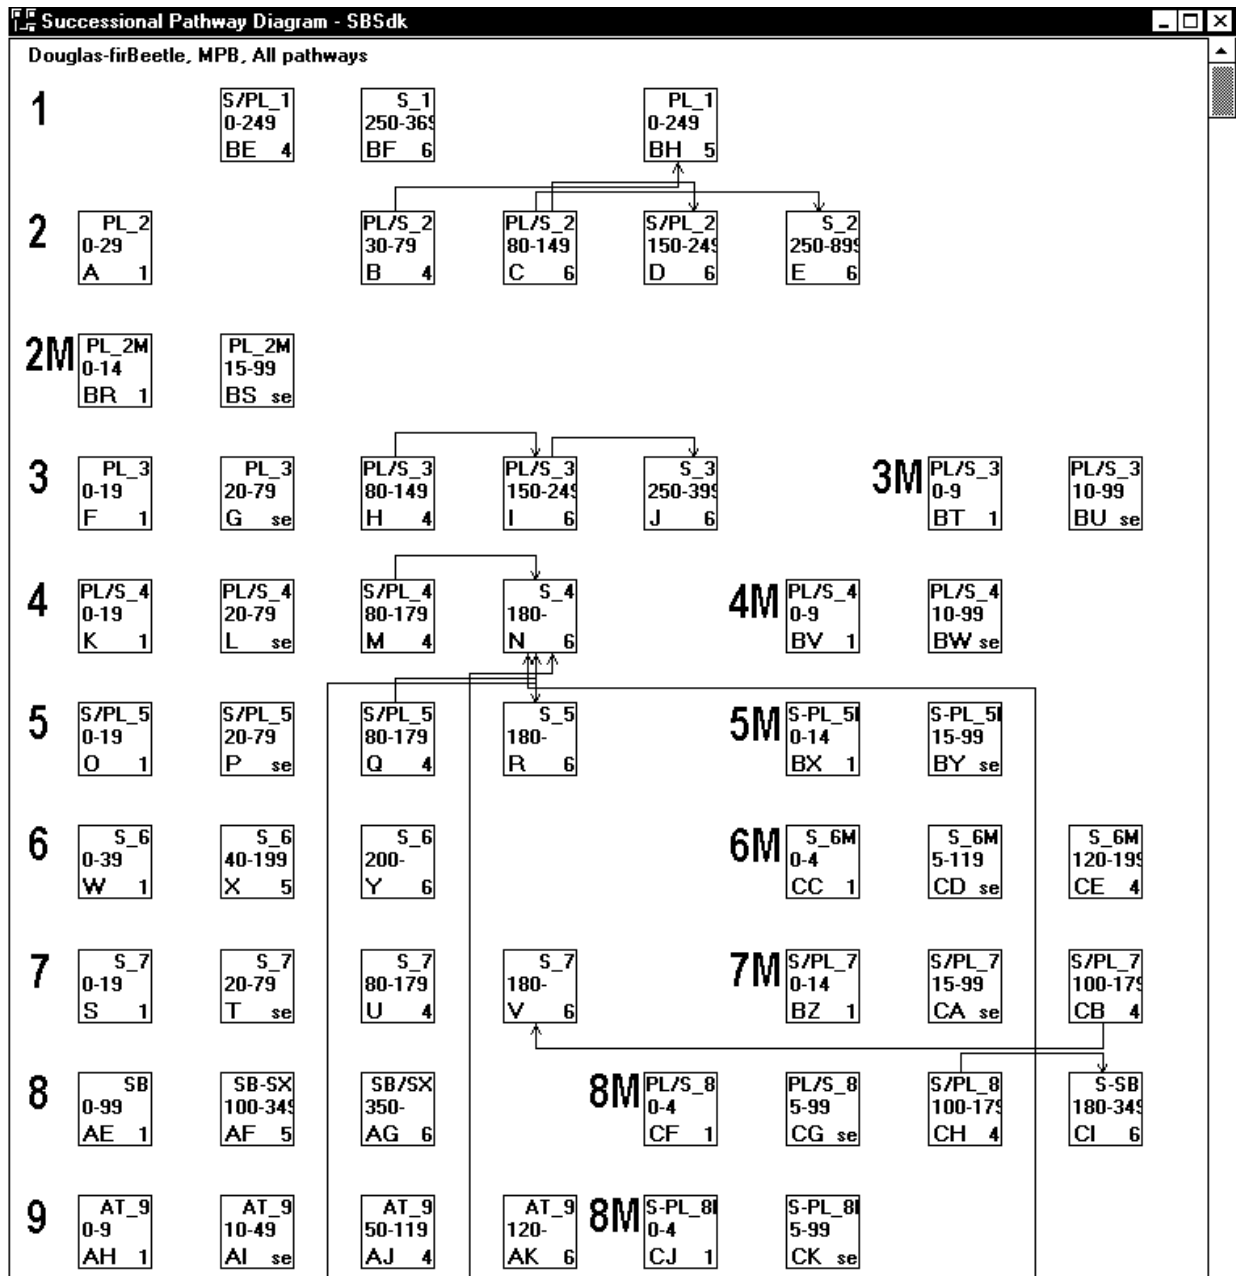 Successional Pathway Diagram - SBSdk
Douglas-firBeetle, MPB, All pathways
1
S/PL_1
0-249
BE 4
S_1
250-369
BF 6
PL_1
0-249
BH 5
2
PL_2
0-29
A 1
PL/S_2
30-79
B 4
PL/S_2
80-149
C 6
S/PL_2
150-249
D 6
S_2
250-899
E 6
2M
PL_2M
0-14
BR 1
PL_2M
15-99
BS se
3
PL_3
0-19
F 1
PL_3
20-79
G se
PL/S_3
80-149
H 4
PL/S_3
150-249
I 6
S_3
250-399
J 6
3M
PL/S_3
0-9
BT 1
PL/S_3
10-99
BU se
4
PL/S_4
0-19
K 1
PL/S_4
20-79
L se
S/PL_4
80-179
M 4
S_4
180-
N 6
4M
PL/S_4
0-9
BV 1
PL/S_4
10-99
BW se
5
S/PL_5
0-19
O 1
S/PL_5
20-79
P se
S/PL_5
80-179
Q 4
S_5
180-
R 6
5M
S-PL_5
0-14
BX 1
S-PL_5
15-99
BY se
6
S_6
0-39
W 1
S_6
40-199
X 5
S_6
200-
Y 6
6M
S_6M
0-4
CC 1
S_6M
5-119
CD se
S_6M
120-199
CE 4
7
S_7
0-19
S 1
S_7
20-79
T se
S_7
80-179
U 4
S_7
180-
V 6
7M
S/PL_7
0-14
BZ 1
S/PL_7
15-99
CA se
S/PL_7
100-179
CB 4
8
SB
0-99
AE 1
SB-SX
100-349
AF 5
SB/SX
350-
AG 6
8M
PL/S_8
0-4
CF 1
PL/S_8
5-99
CG se
S/PL_8
100-179
CH 4
S-SB
180-349
CI 6
9
AT_9
0-9
AH 1
AT_9
10-49
AI se
AT_9
50-119
AJ 4
AT_9
120-
AK 6
8M
S-PL_8
0-4
CJ 1
S-PL_8
5-99
CK se